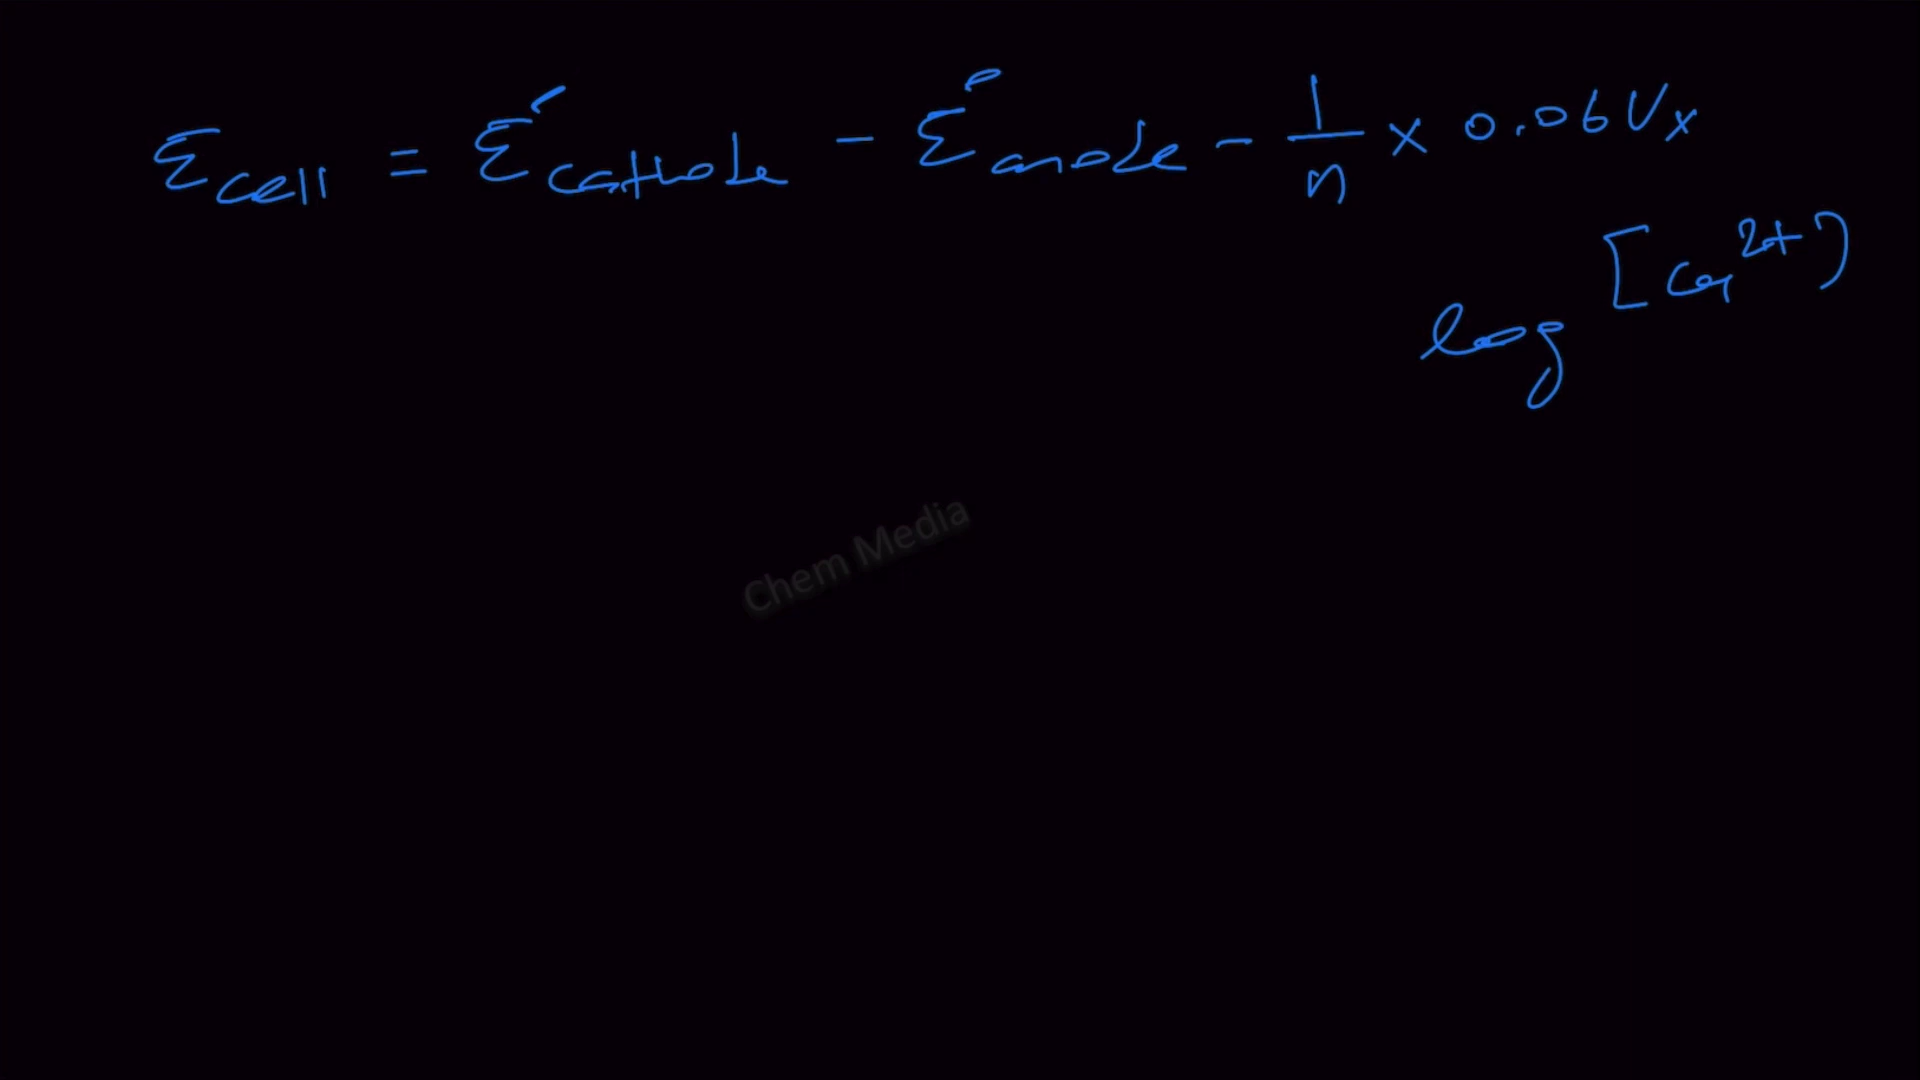 Ecell = E°cathode - E°anode - 1/n × 0.06V ×
log [Cu²⁺)
Chem Media